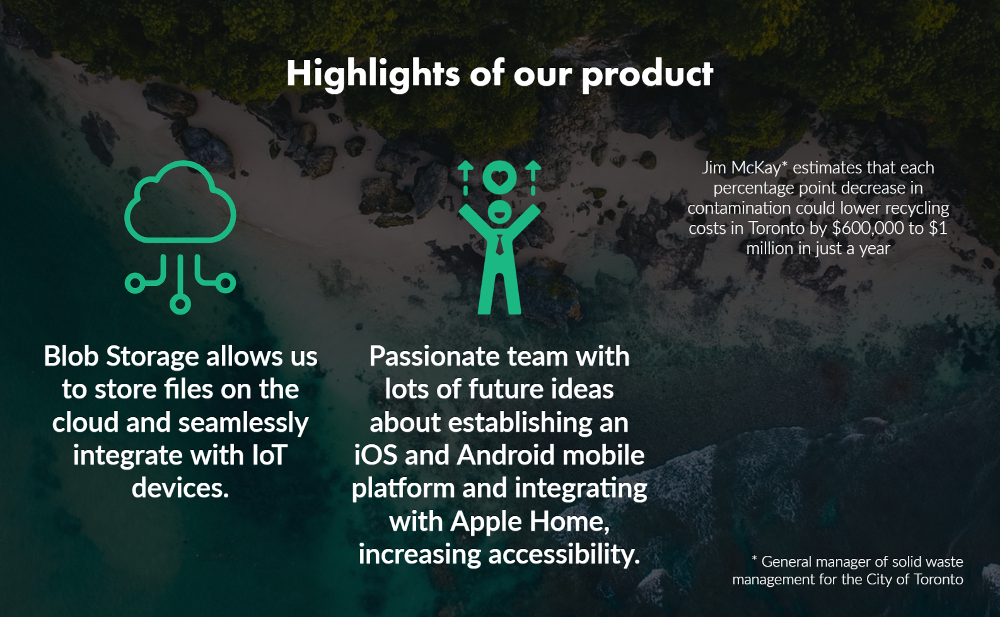 Highlights of our product
Blob Storage allows us
to store files on the
cloud and seamlessly
integrate with IoT
devices.
Passionate team with
lots of future ideas
about establishing an
iOS and Android mobile
platform and integrating
with Apple Home,
increasing accessibility.
Jim McKay* estimates that each
percentage point decrease in
contamination could lower recycling
costs in Toronto by $600,000 to $1
million in just a year
* General manager of solid waste
management for the City of Toronto